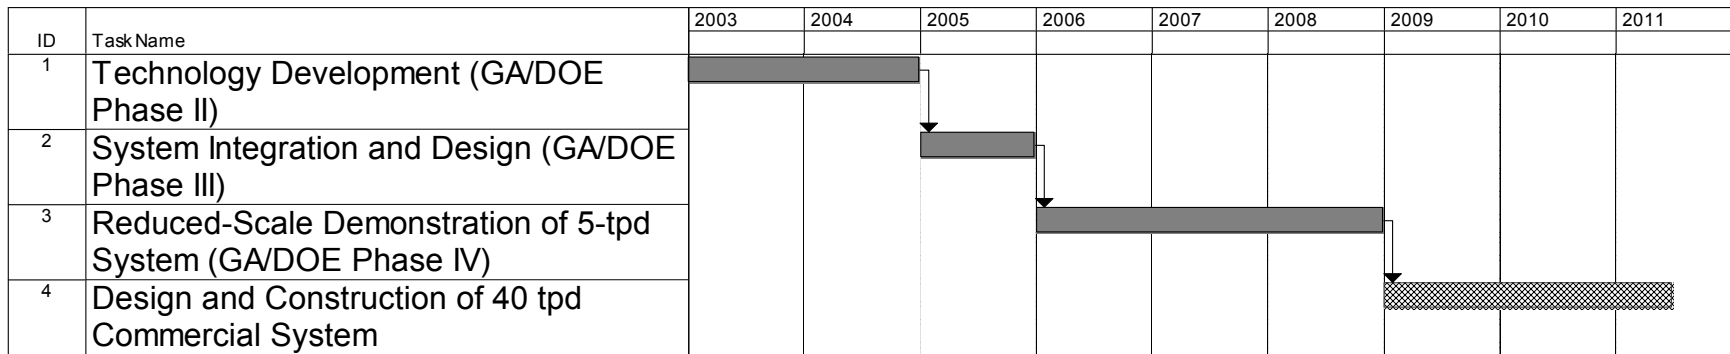 2003 2004 2005 2006 2007 2008 2009 2010 2011
ID Task Name
1 Technology Development (GA/DOE
Phase II)
2 System Integration and Design (GA/DOE
Phase III)
3 Reduced-Scale Demonstration of 5-tpd
System (GA/DOE Phase IV)
4 Design and Construction of 40 tpd
Commercial System